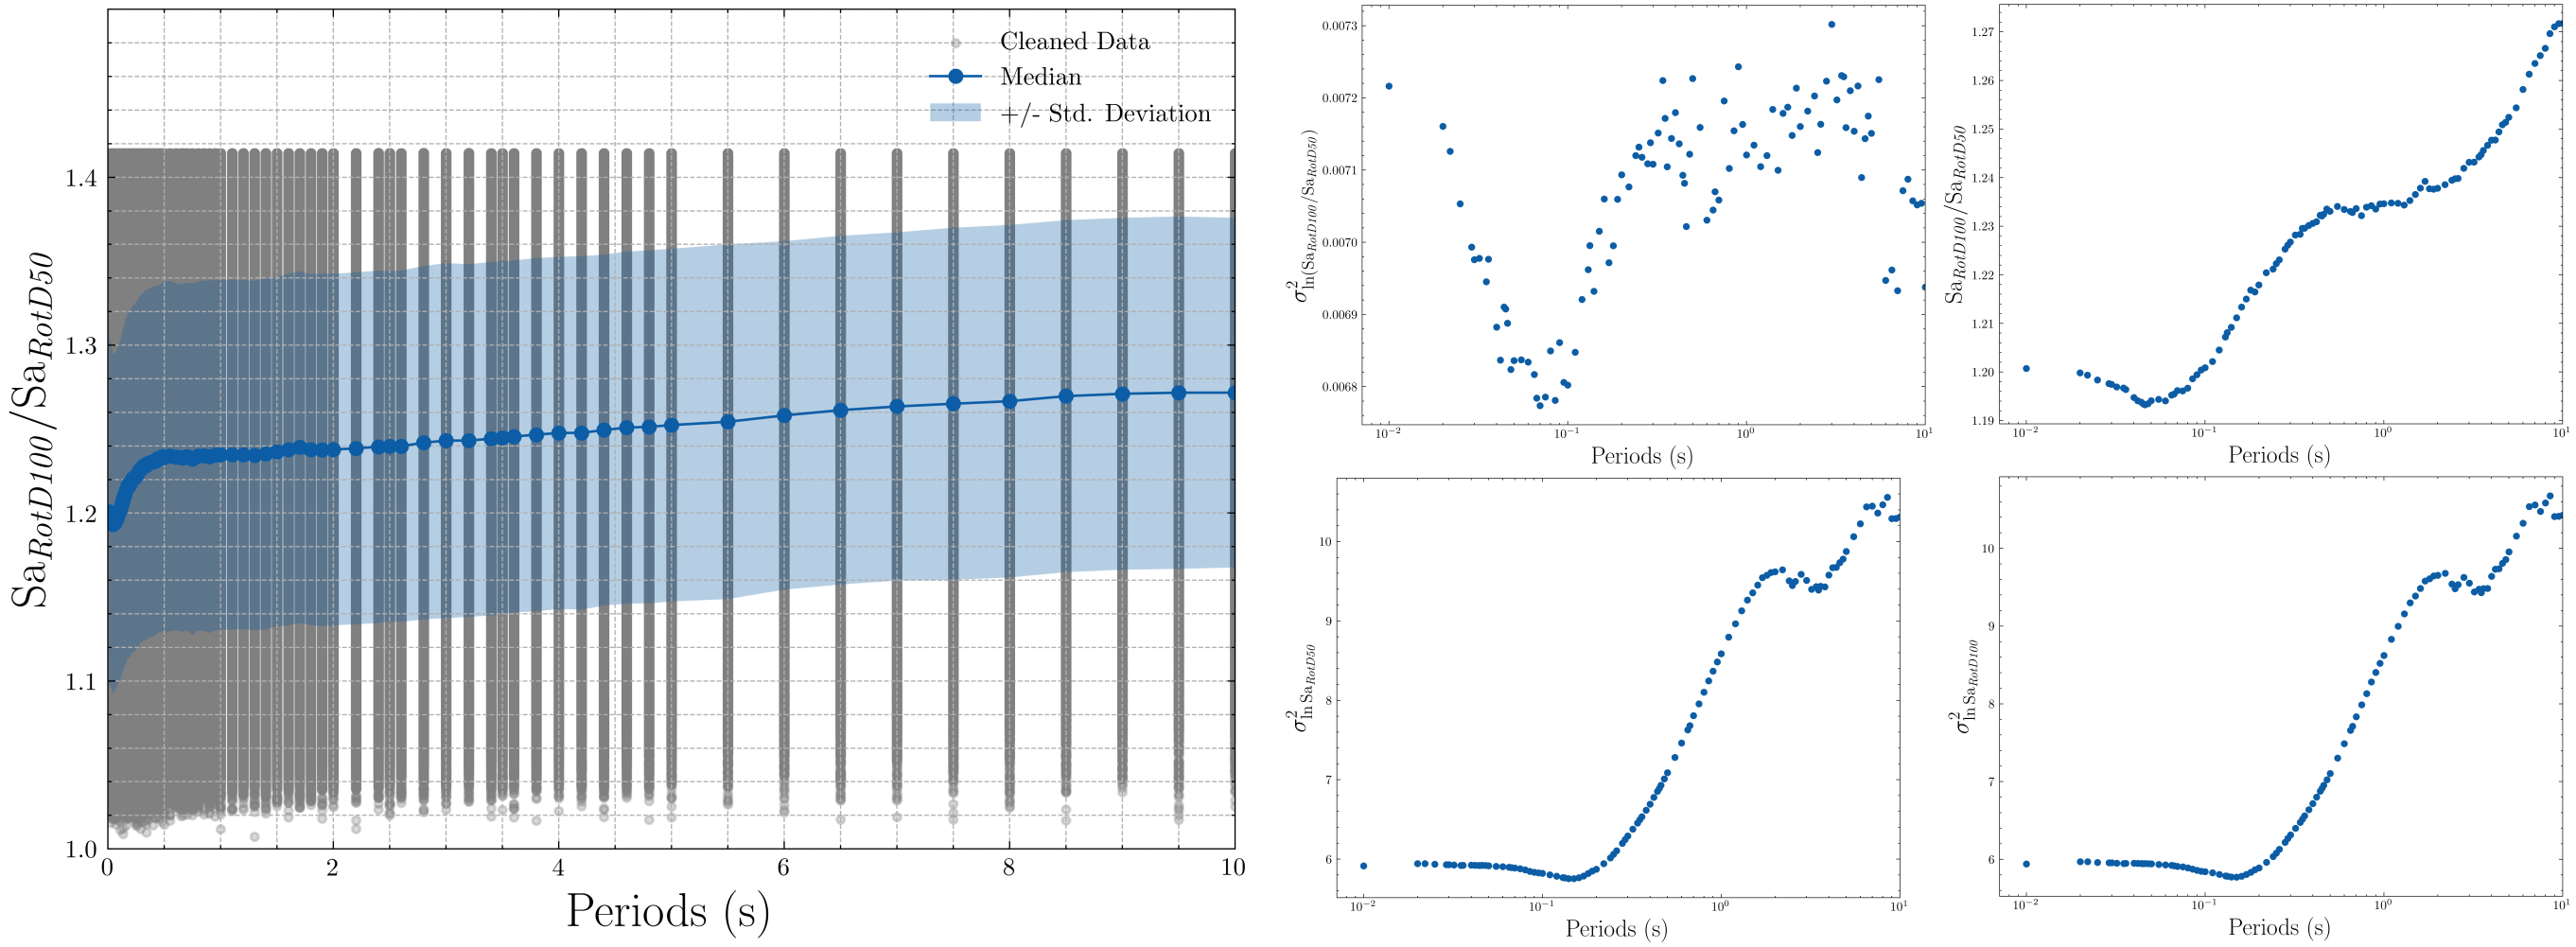 Sa_RotD100/Sa_RotD50
1.4
1.3
1.2
1.1
1.0
0 2 4 6 8 10
Periods (s)
Cleaned Data
Median
+/- Std. Deviation
σ²_ln(Sa_RotD100/Sa_RotD50)
0.0073
0.0072
0.0071
0.0070
0.0069
0.0068
10⁻² 10⁻¹ 10⁰ 10¹
Periods (s)
Sa_RotD100/Sa_RotD50
1.27
1.26
1.25
1.24
1.23
1.22
1.21
1.20
1.19
10⁻² 10⁻¹ 10⁰ 10¹
Periods (s)
σ²_ln Sa_RotD50
10
9
8
7
6
10⁻² 10⁻¹ 10⁰ 10¹
Periods (s)
σ²_ln Sa_RotD100
10
9
8
7
6
10⁻² 10⁻¹ 10⁰ 10¹
Periods (s)